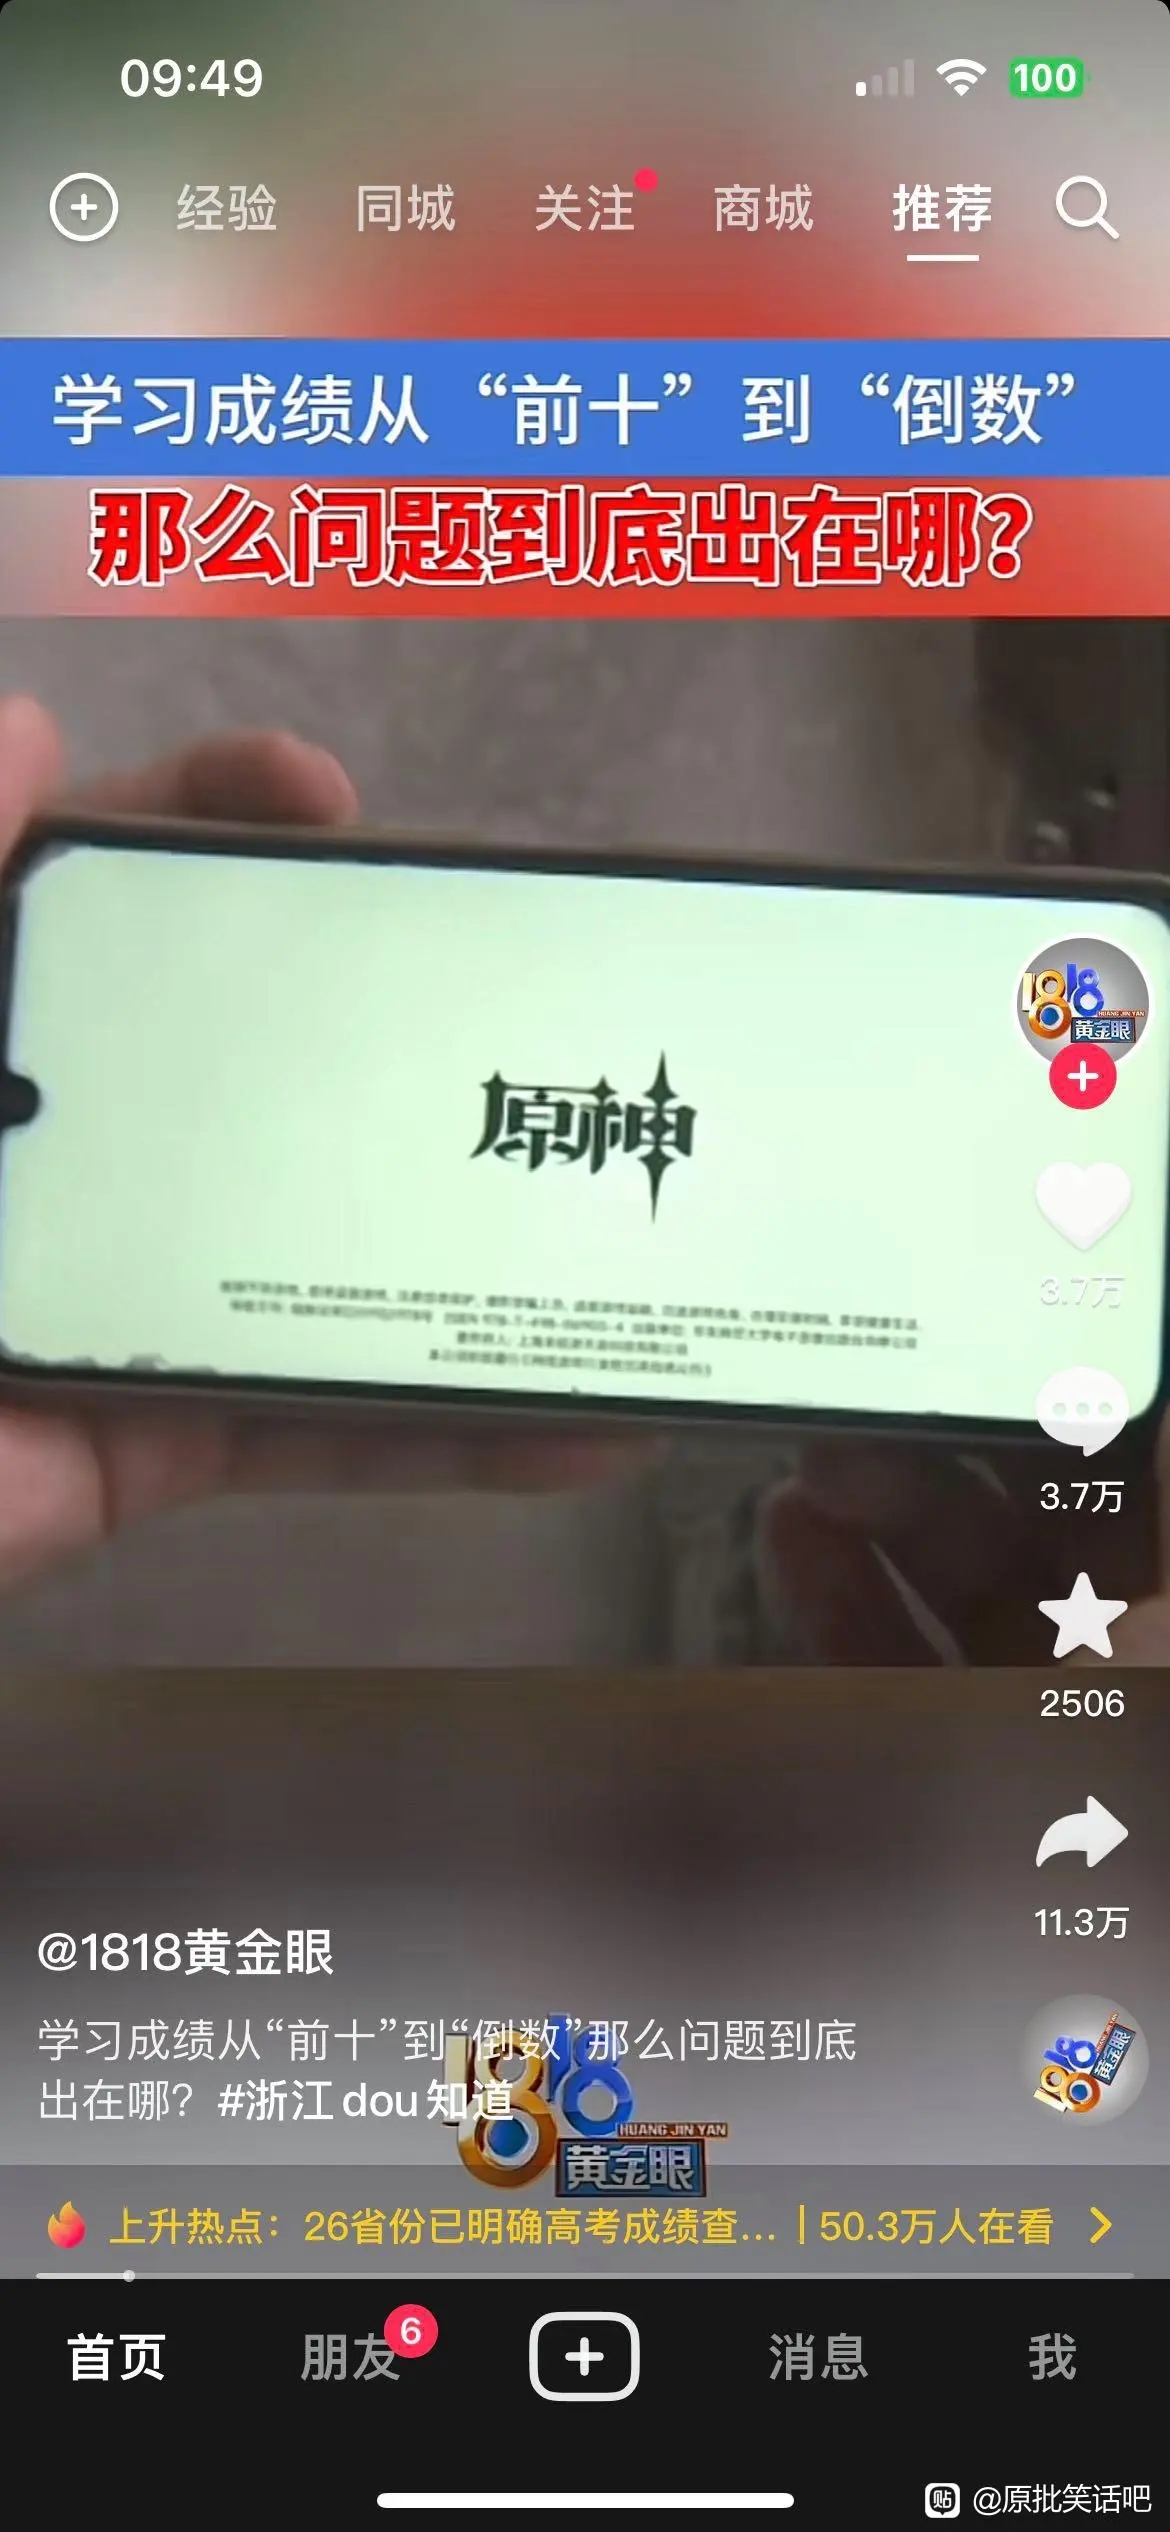 09:49
100
经验 同城 关注 商城 推荐
学习成绩从“前十”到“倒数”
那么问题到底出在哪?
1818
HUANG JIN YAN
黄金眼
原神
3.7万
3.7万
2506
11.3万
@1818黄金眼
学习成绩从“前十”到“倒数”那么问题到底
出在哪? #浙江dou知道
1818
HUANG JIN YAN
黄金眼
1818
黄金眼
上升热点：26省份已明确高考成绩查... | 50.3万人在看
首页 朋友 6 消息 我
贴 @原批笑话吧